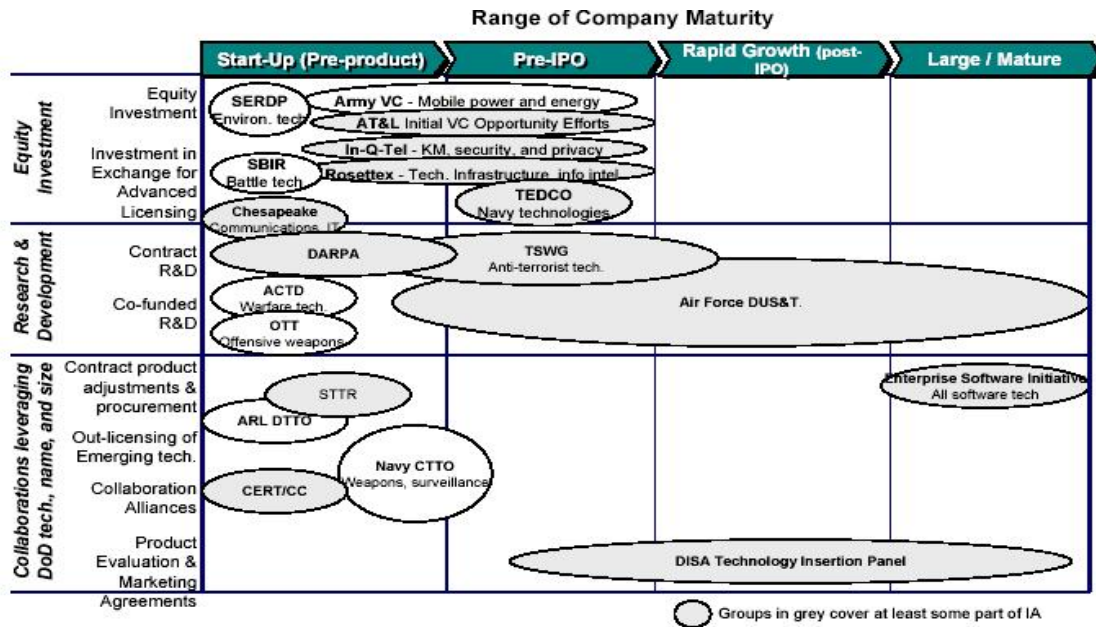 Range of Company Maturity
Start-Up (Pre-product)
Pre-IPO
Rapid Growth (post-
IPO)
Large / Mature
Equity
Investment
Equity
Investment
Investment in
Exchange for
Advanced
Licensing
SERDP
Environ. tech
Army VC - Mobile power and energy
AT&L Initial VC Opportunity Efforts
In-Q-Tel - KM, security, and privacy
SBIR
Battle tech
Rosettex - Tech. Infrastructure, info intel
TEDCO
Navy technologies
Chesapeake
Communications, IT
Research &
Development
Contract
R&D
Co-funded
R&D
DARPA
TSWG
Anti-terrorist tech.
ACTD
Warfare tech.
Air Force DUS&T.
OTT
Offensive weapons
Collaborations leveraging
DoD tech., name, and size
Contract product
adjustments &
procurement
Out-licensing of
Emerging tech.
Collaboration
Alliances
Product
Evaluation &
Marketing
Agreements
Enterprise Software Initiative
All software tech
STTR
ARL DTTO
Navy CTTO
Weapons, surveillance
CERT/CC
DISA Technology Insertion Panel
Groups in grey cover at least some part of IA